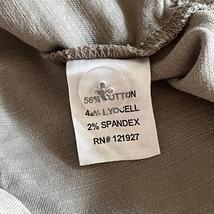 56% COTTON
42% LYOCELL
2% SPANDEX
RN# 121927